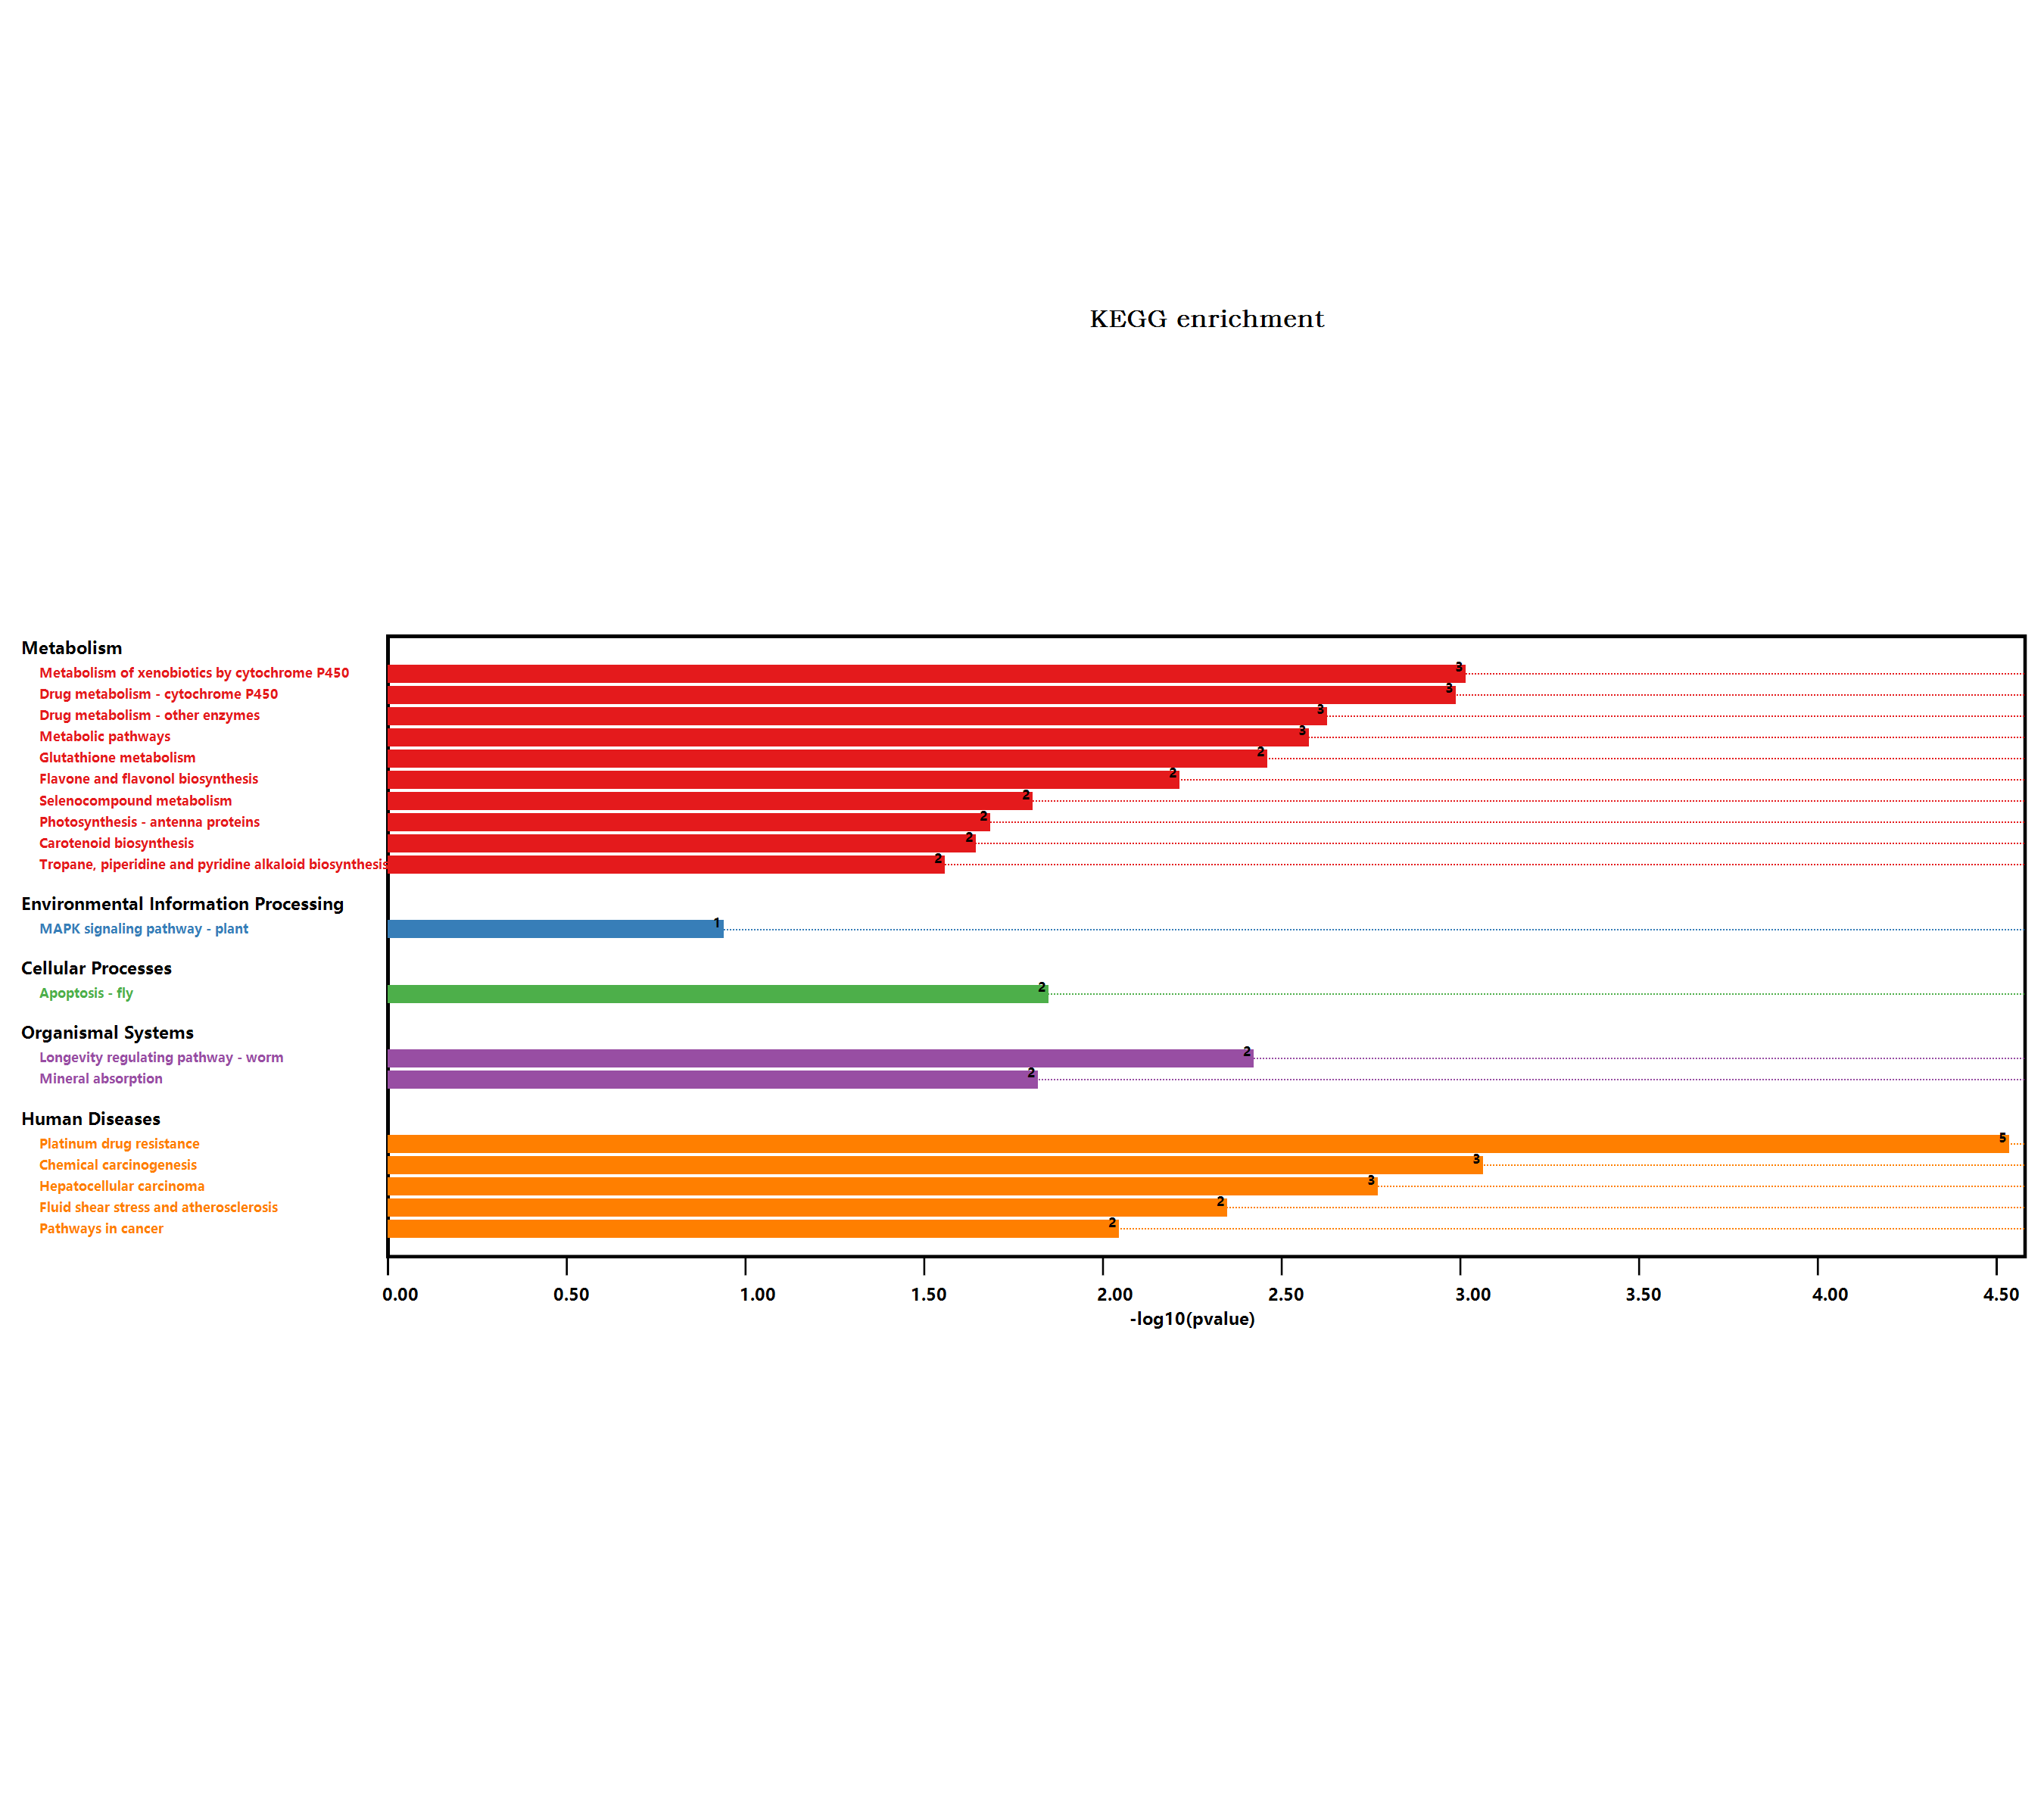 KEGG enrichment
Metabolism
Metabolism of xenobiotics by cytochrome P450 3
Drug metabolism - cytochrome P450 3
Drug metabolism - other enzymes 3
Metabolic pathways 3
Glutathione metabolism 2
Flavone and flavonol biosynthesis 2
Selenocompound metabolism 2
Photosynthesis - antenna proteins 2
Carotenoid biosynthesis 2
Tropane, piperidine and pyridine alkaloid biosynthesis 2
Environmental Information Processing
MAPK signaling pathway - plant 1
Cellular Processes
Apoptosis - fly 2
Organismal Systems
Longevity regulating pathway - worm 2
Mineral absorption 2
Human Diseases
Platinum drug resistance 5
Chemical carcinogenesis 3
Hepatocellular carcinoma 3
Fluid shear stress and atherosclerosis 2
Pathways in cancer 2
0.00 0.50 1.00 1.50 2.00 2.50 3.00 3.50 4.00 4.50
-log10(pvalue)